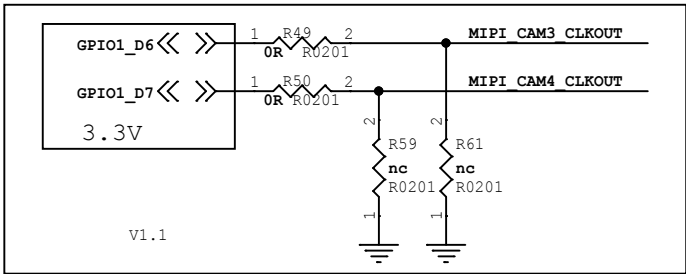 1 R49 2 MIPI_CAM3_CLKOUT
GPIO1_D6
0R R0201
1 R50 2 MIPI_CAM4_CLKOUT
GPIO1_D7
0R R0201
3.3V
2 2
R59 R61
nc nc
R0201 R0201
1 1
V1.1